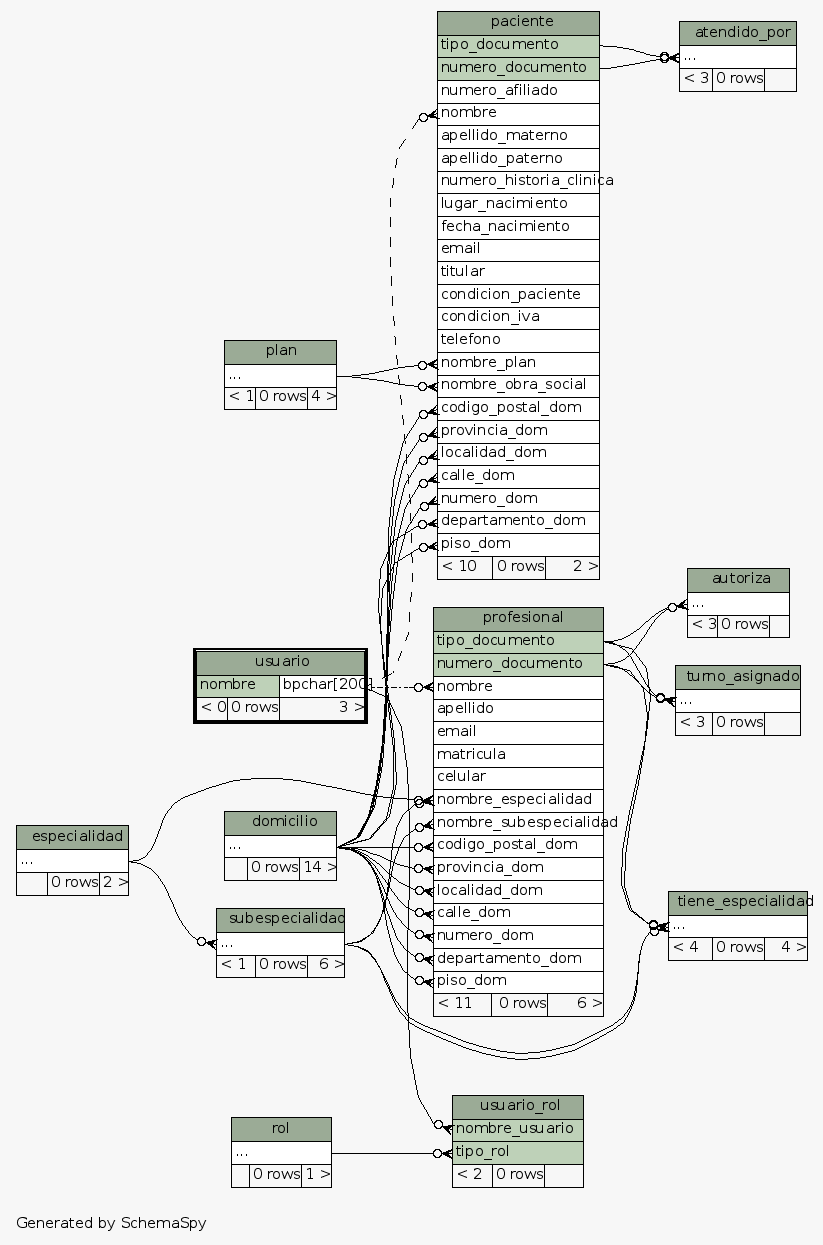 paciente
tipo_documento
numero_documento
numero_afiliado
nombre
apellido_materno
apellido_paterno
numero_historia_clinica
lugar_nacimiento
fecha_nacimiento
email
titular
condicion_paciente
condicion_iva
telefono
nombre_plan
nombre_obra_social
codigo_postal_dom
provincia_dom
localidad_dom
calle_dom
numero_dom
departamento_dom
piso_dom
< 10 0 rows 2 >
atendido_por
...
< 3 0 rows
plan
...
< 1 0 rows 4 >
autoriza
...
< 3 0 rows
profesional
tipo_documento
numero_documento
nombre
apellido
email
matricula
celular
nombre_especialidad
nombre_subespecialidad
codigo_postal_dom
provincia_dom
localidad_dom
calle_dom
numero_dom
departamento_dom
piso_dom
< 11 0 rows 6 >
usuario
nombre bpchar[200]
< 0 0 rows 3 >
turno_asignado
...
< 3 0 rows
domicilio
...
0 rows 14 >
especialidad
...
0 rows 2 >
subespecialidad
...
< 1 0 rows 6 >
tiene_especialidad
...
< 4 0 rows 4 >
usuario_rol
nombre_usuario
tipo_rol
< 2 0 rows
rol
...
0 rows 1 >
Generated by SchemaSpy